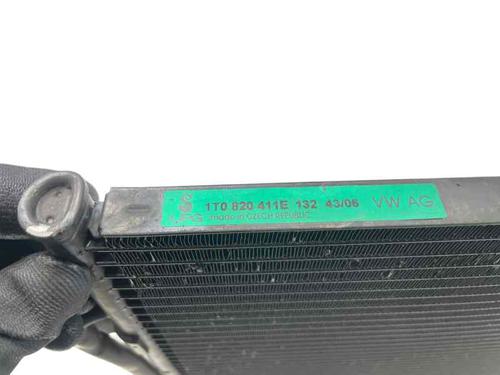 1T0 820 411E 132 43/06 VW AG
made in CZECH REPUBLIC